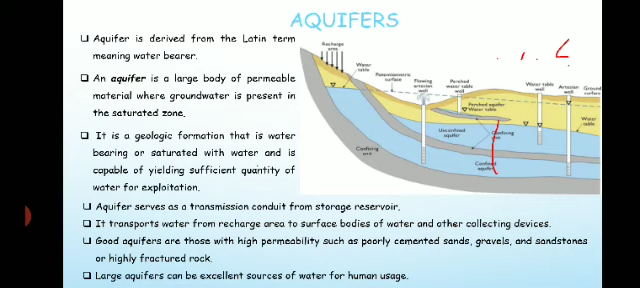 AQUIFERS
❑ Aquifer is derived from the Latin term
meaning water bearer.
❑ An aquifer is a large body of permeable
material where groundwater is present in
the saturated zone.
❑ It is a geologic formation that is water
bearing or saturated with water and is
capable of yielding sufficient quantity of
water for exploitation.
Recharge
area
Water
table
Potentiometric
surface
Flowing
artesian
well
Perched
water table
well
Water table
well
Artesian
well
Ground
Perched aquifer
Water table
Water
table
Unconfined
aquifer
Confining
Confining
Confined
aquifer
❑ Aquifer serves as a transmission conduit from storage reservoir.
❑ It transports water from recharge area to surface bodies of water and other collecting devices.
❑ Good aquifers are those with high permeability such as poorly cemented sands, gravels, and sandstones
or highly fractured rock.
❑ Large aquifers can be excellent sources of water for human usage.